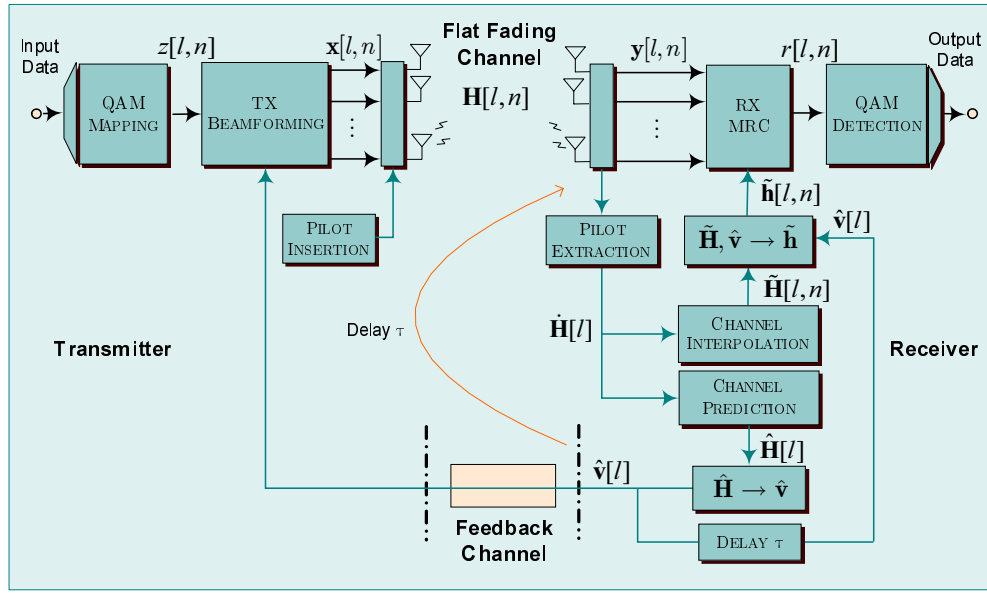 Input
Data
z[l, n]
x[l, n]
Flat Fading
Channel
H[l, n]
y[l, n]
r[l, n]
Output
Data
QAM
MAPPING
TX
BEAMFORMING
⋮
⋮
RX
MRC
QAM
DETECTION
PILOT
INSERTION
PILOT
EXTRACTION
h̃[l, n]
v̂[l]
H̃, v̂ → h̃
H̃[l, n]
Delay τ
Ḣ[l]
CHANNEL
INTERPOLATION
Transmitter
Receiver
CHANNEL
PREDICTION
Ĥ[l]
v̂[l]
Ĥ → v̂
Feedback
Channel
DELAY τ